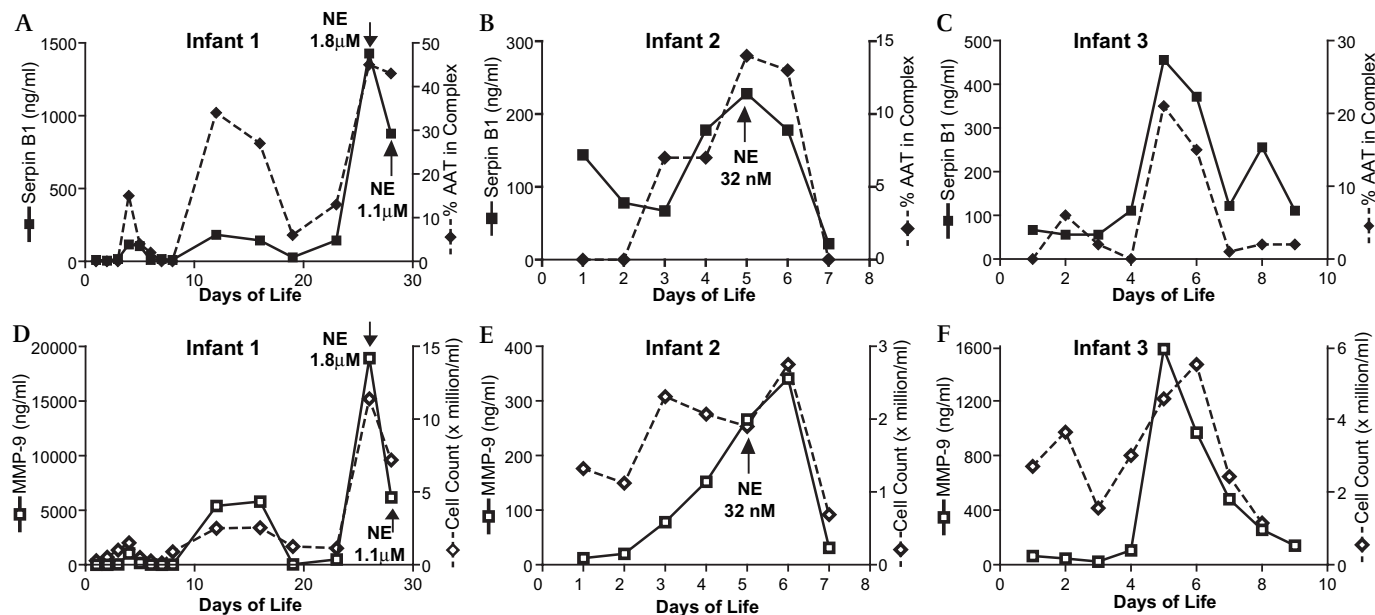 A
Infant 1
NE
1.8μM
NE
1.1μM
Serpin B1 (ng/ml)
1500
1000
500
0
50
40
30
20
10
0
% AAT in Complex
0 10 20 30
Days of Life
B
Infant 2
NE
32 nM
Serpin B1 (ng/ml)
300
200
100
0
15
10
5
0
% AAT in Complex
0 1 2 3 4 5 6 7 8
Days of Life
C
Infant 3
Serpin B1 (ng/ml)
500
400
300
200
100
0
30
20
10
0
% AAT in Complex
0 2 4 6 8 10
Days of Life
D
Infant 1
NE
1.8μM
NE
1.1μM
MMP-9 (ng/ml)
20000
15000
10000
5000
0
15
10
5
0
Cell Count (x million/ml)
0 10 20 30
Days of Life
E
Infant 2
NE
32 nM
MMP-9 (ng/ml)
400
300
200
100
0
3
2
1
0
Cell Count (x million/ml)
0 1 2 3 4 5 6 7 8
Days of Life
F
Infant 3
MMP-9 (ng/ml)
1600
1200
800
400
0
6
4
2
0
Cell Count (x million/ml)
0 2 4 6 8 10
Days of Life